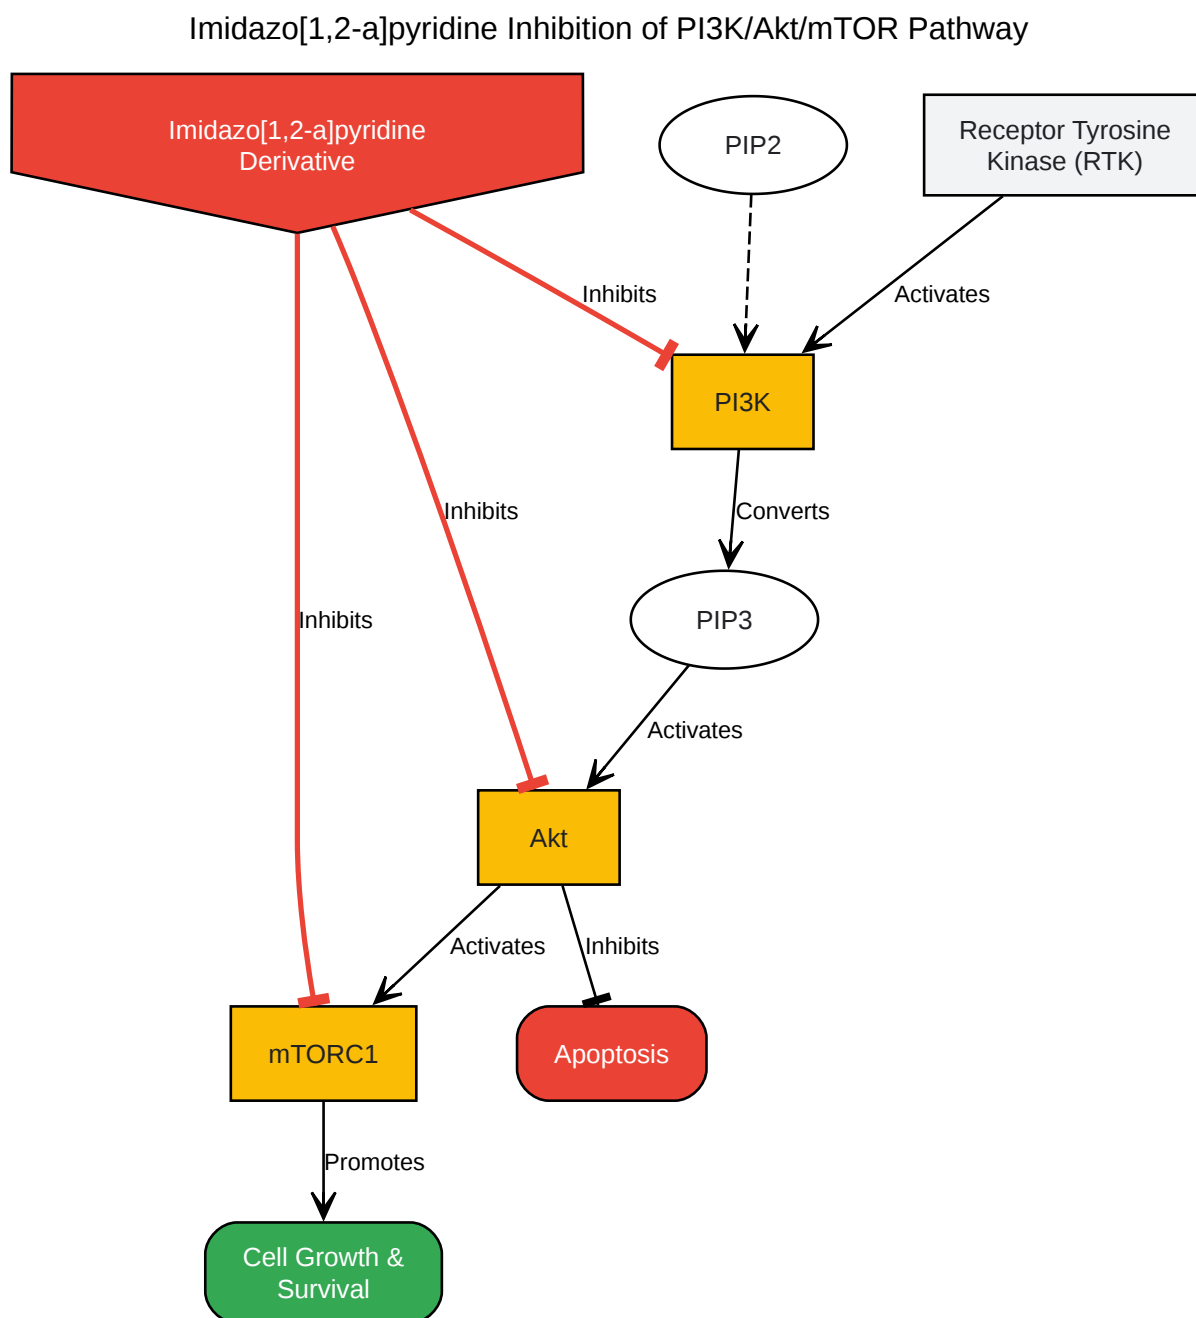 Imidazo[1,2-a]pyridine Inhibition of PI3K/Akt/mTOR Pathway
Imidazo[1,2-a]pyridine
Derivative
PIP2
Receptor Tyrosine
Kinase (RTK)
Inhibits
Activates
PI3K
Inhibits
Converts
Inhibits
PIP3
Activates
Akt
Activates
Inhibits
mTORC1
Apoptosis
Promotes
Cell Growth &
Survival